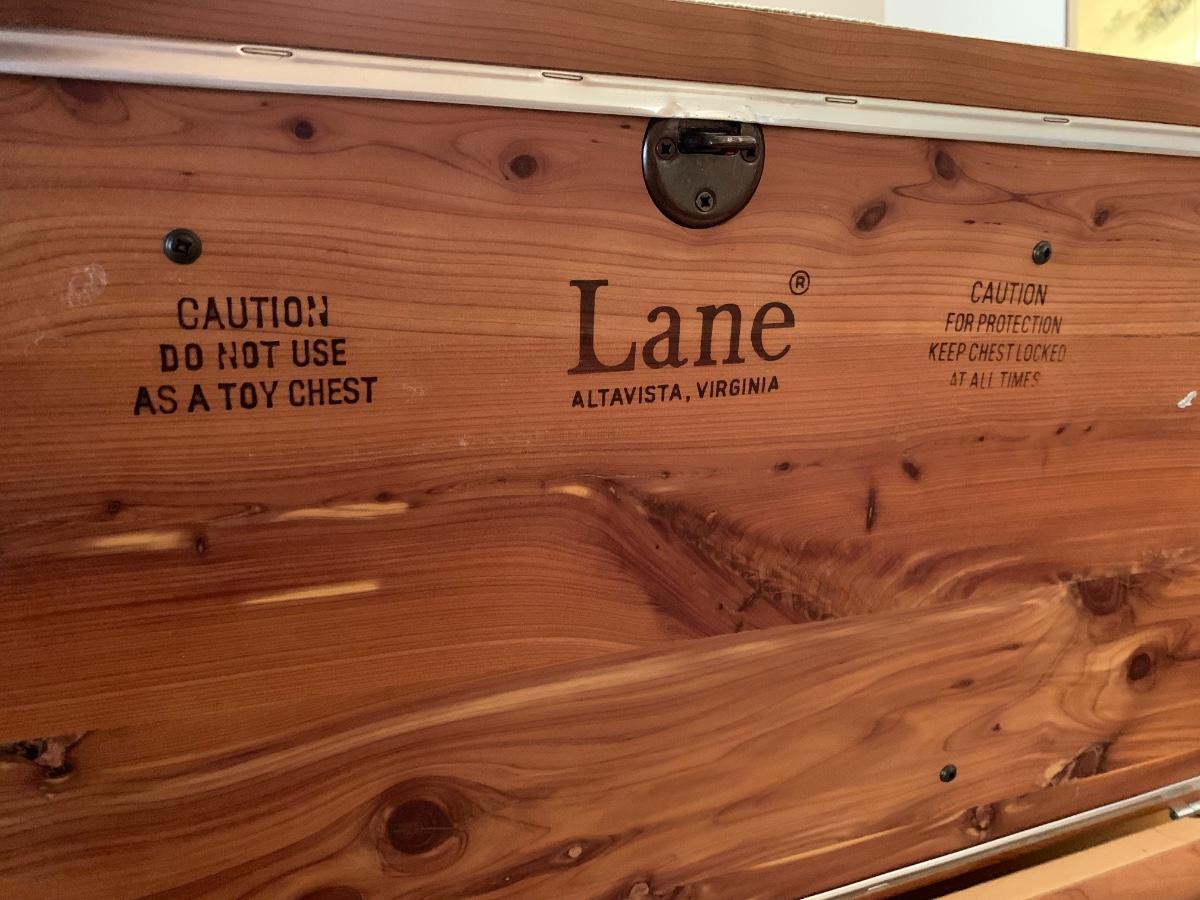 CAUTION
DO NOT USE
AS A TOY CHEST
Lane®
ALTAVISTA, VIRGINIA
CAUTION
FOR PROTECTION
KEEP CHEST LOCKED
AT ALL TIMES